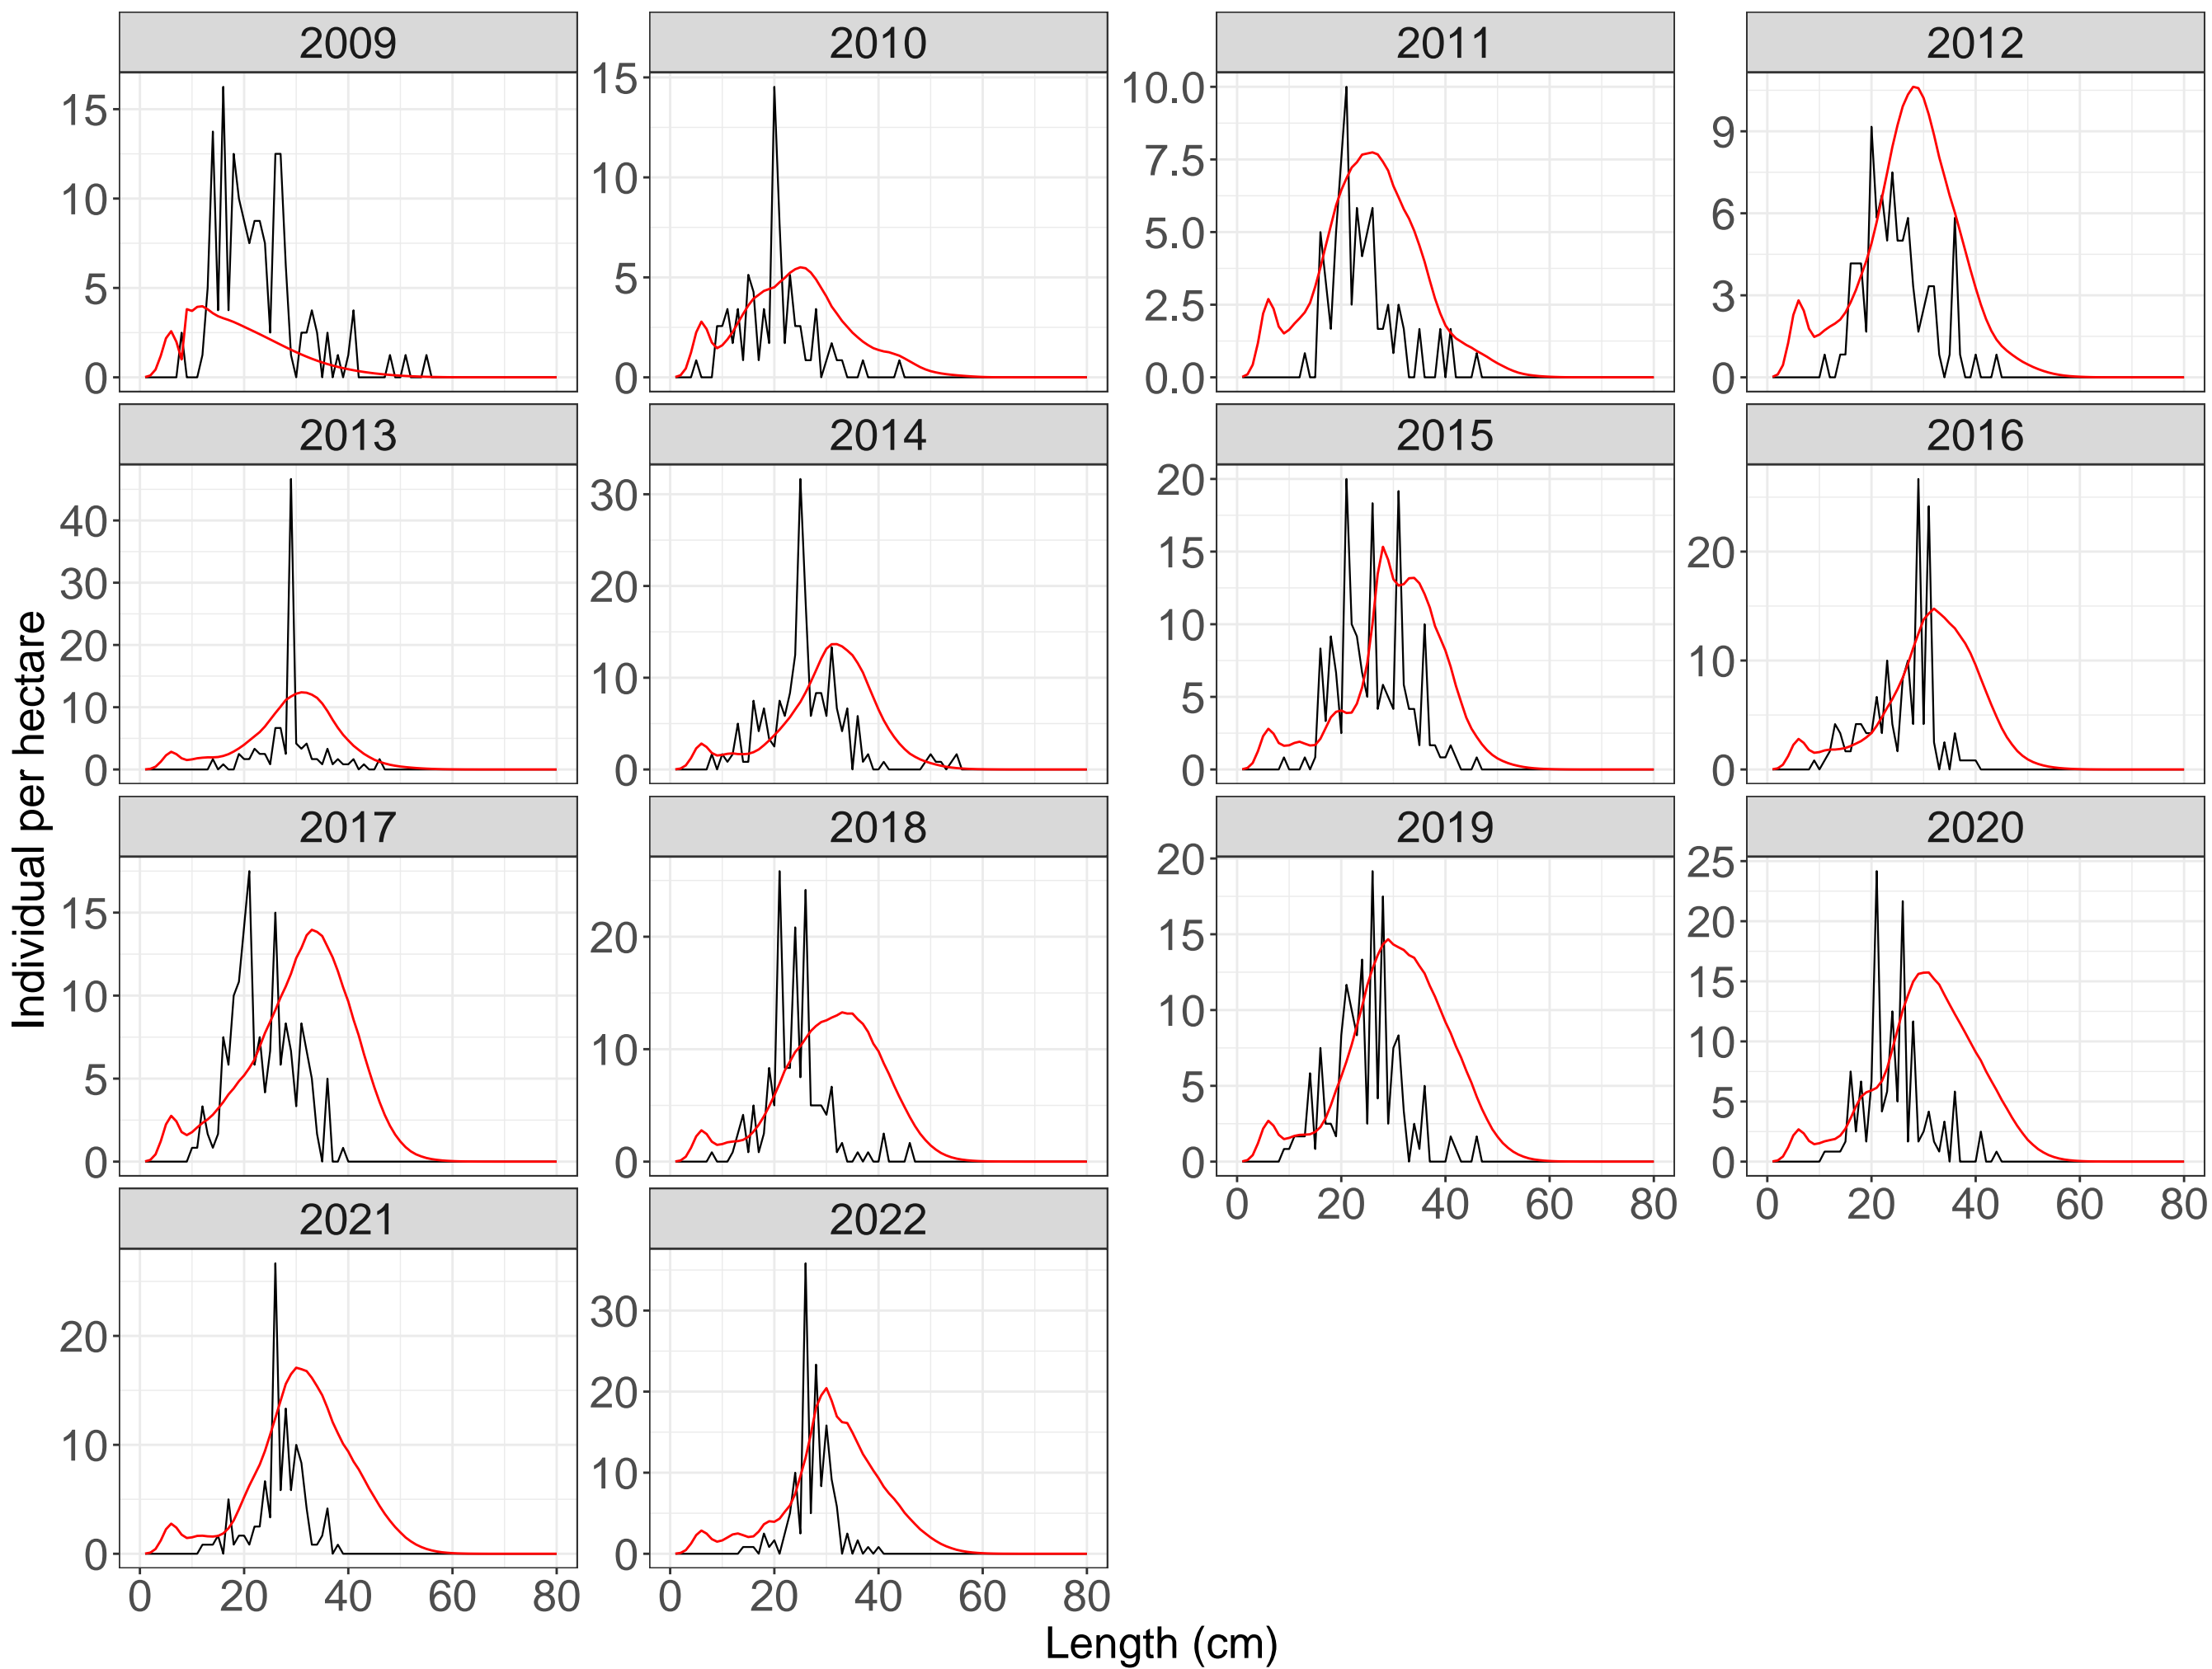 2009 2010 2011 2012
15 10 5 0
15 10 5 0
10.0 7.5 5.0 2.5 0.0
9 6 3 0
2013 2014 2015 2016
40 30 20 10 0
30 20 10 0
20 15 10 5 0
20 10 0
2017 2018 2019 2020
15 10 5 0
20 10 0
20 15 10 5 0
25 20 15 10 5 0
0 20 40 60 80
0 20 40 60 80
2021 2022
20 10 0
30 20 10 0
0 20 40 60 80
0 20 40 60 80
Individual per hectare
Length (cm)